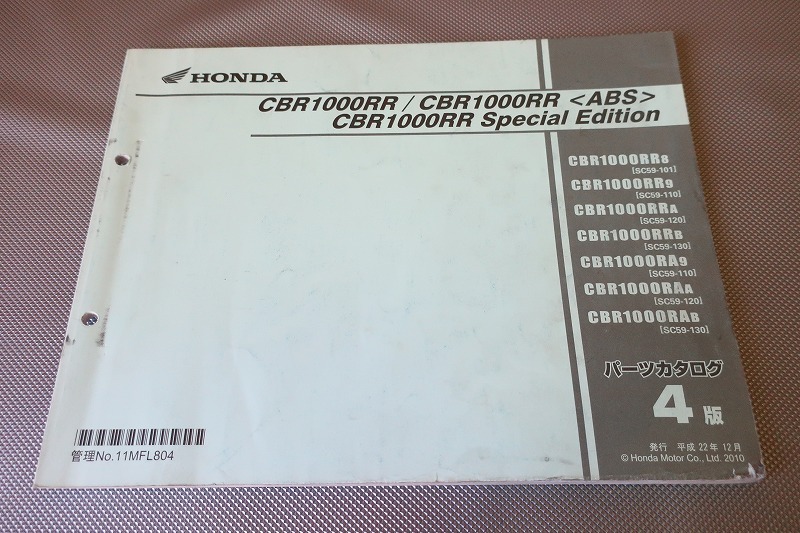 HONDA
CBR1000RR / CBR1000RR <ABS>
CBR1000RR Special Edition
CBR1000RR8
[SC59-101]
CBR1000RR9
[SC59-110]
CBR1000RRA
[SC59-120]
CBR1000RRB
[SC59-130]
CBR1000RA9
[SC59-110]
CBR1000RAA
[SC59-120]
CBR1000RAB
[SC59-130]
パーツカタログ
4版
発行 平成22年12月
© Honda Motor Co., Ltd. 2010
管理No.11MFL804